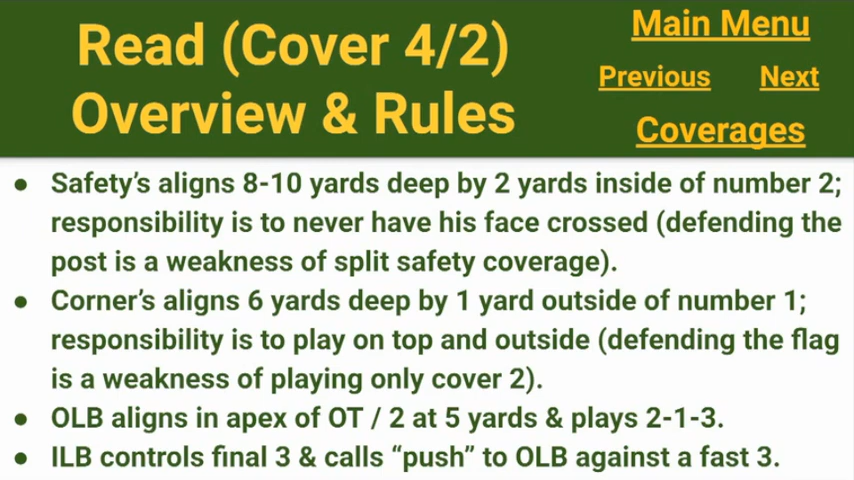 Read (Cover 4/2)
Overview & Rules
Main Menu
Previous Next
Coverages
● Safety's aligns 8-10 yards deep by 2 yards inside of number 2;
responsibility is to never have his face crossed (defending the
post is a weakness of split safety coverage).
● Corner's aligns 6 yards deep by 1 yard outside of number 1;
responsibility is to play on top and outside (defending the flag
is a weakness of playing only cover 2).
● OLB aligns in apex of OT / 2 at 5 yards & plays 2-1-3.
● ILB controls final 3 & calls “push” to OLB against a fast 3.